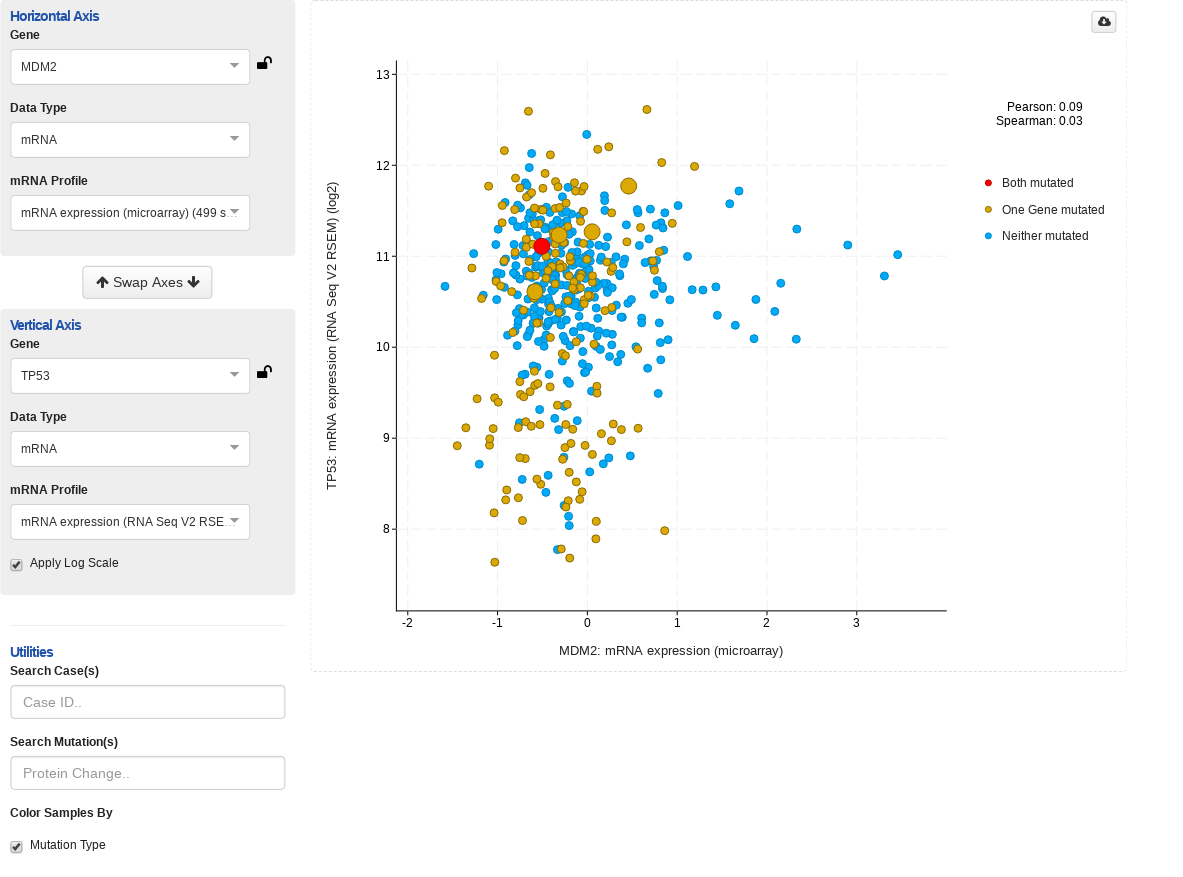 Horizontal Axis
Gene
MDM2
Data Type
mRNA
mRNA Profile
mRNA expression (microarray) (499 s…
Swap Axes
Vertical Axis
Gene
TP53
Data Type
mRNA
mRNA Profile
mRNA expression (RNA Seq V2 RSE…
Apply Log Scale
Utilities
Search Case(s)
Case ID..
Search Mutation(s)
Protein Change..
Color Samples By
Mutation Type
TP53: mRNA expression (RNA Seq V2 RSEM) (log2)
13
12
11
10
9
8
-2 -1 0 1 2 3
MDM2: mRNA expression (microarray)
Pearson: 0.09
Spearman: 0.03
Both mutated
One Gene mutated
Neither mutated